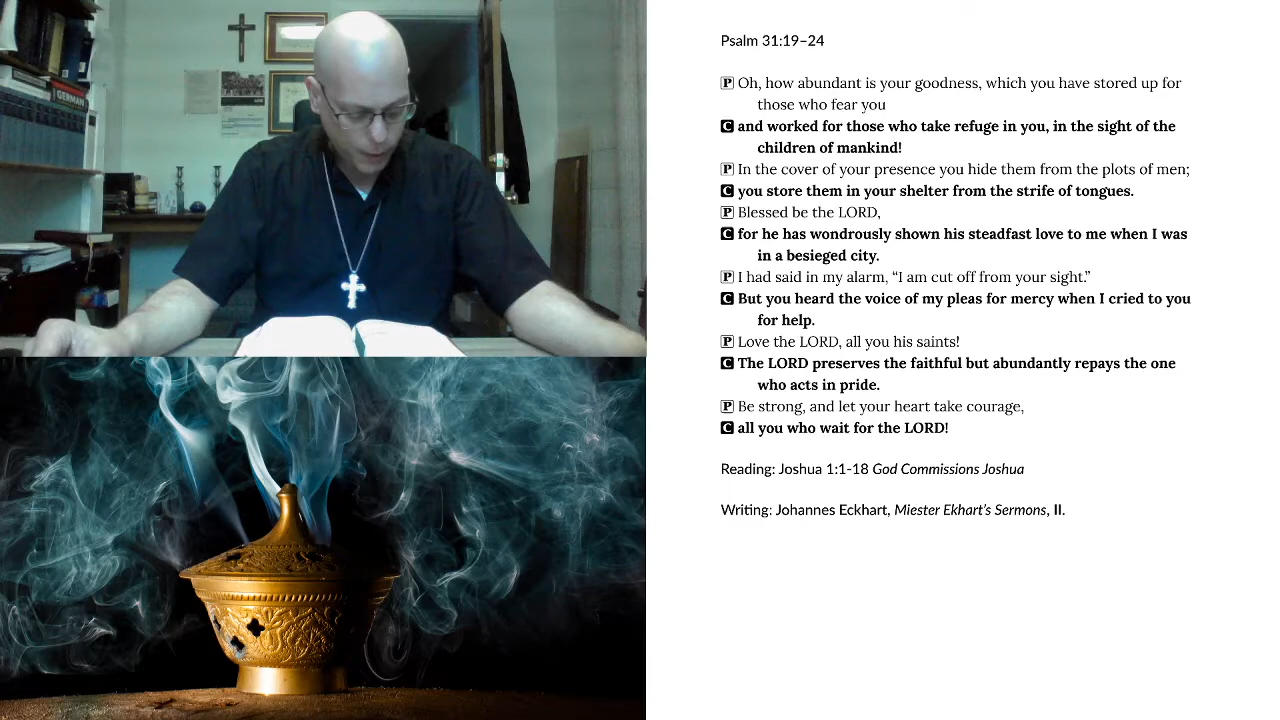 GERMAN
Psalm 31:19–24
P Oh, how abundant is your goodness, which you have stored up for
those who fear you
C and worked for those who take refuge in you, in the sight of the
children of mankind!
P In the cover of your presence you hide them from the plots of men;
C you store them in your shelter from the strife of tongues.
P Blessed be the LORD,
C for he has wondrously shown his steadfast love to me when I was
in a besieged city.
P I had said in my alarm, “I am cut off from your sight.”
C But you heard the voice of my pleas for mercy when I cried to you
for help.
P Love the LORD, all you his saints!
C The LORD preserves the faithful but abundantly repays the one
who acts in pride.
P Be strong, and let your heart take courage,
C all you who wait for the LORD!
Reading: Joshua 1:1-18 God Commissions Joshua
Writing: Johannes Eckhart, Miester Ekhart’s Sermons, II.